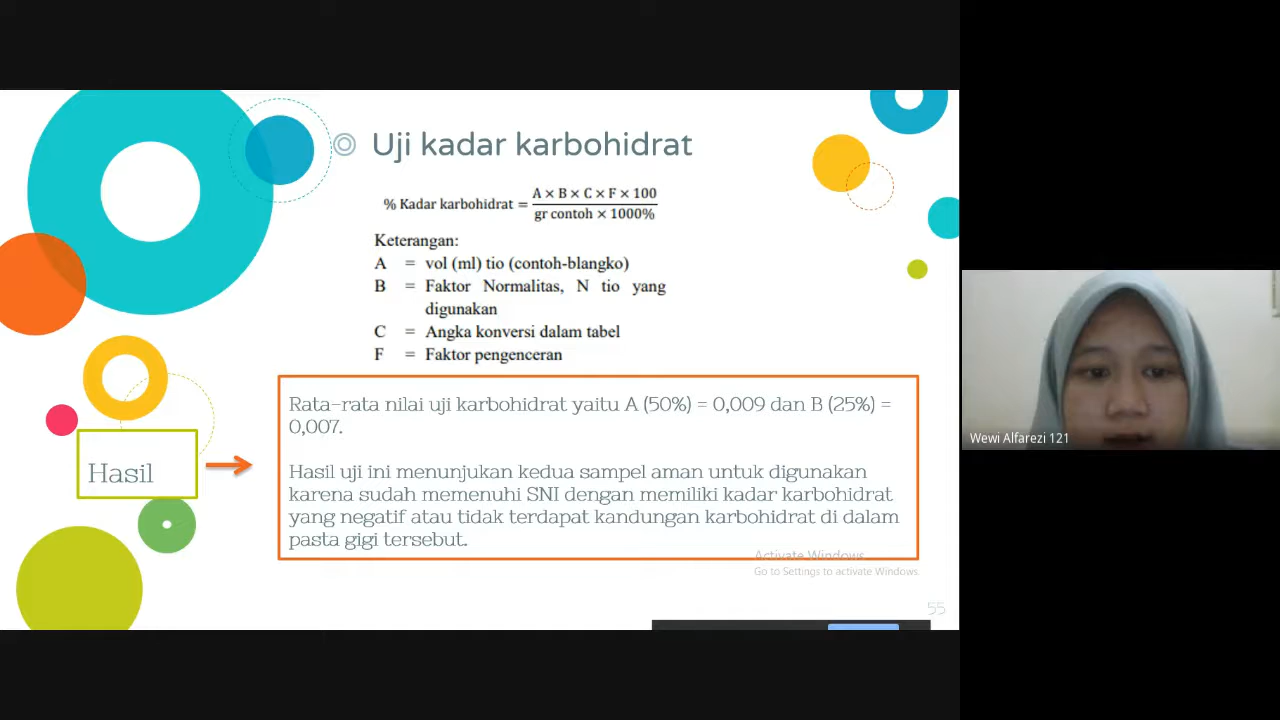 Uji kadar karbohidrat
% Kadar karbohidrat = A × B × C × F × 100 / gr contoh × 1000%
Keterangan:
A = vol (ml) tio (contoh-blangko)
B = Faktor Normalitas, N tio yang
digunakan
C = Angka konversi dalam tabel
F = Faktor pengenceran
Hasil
Rata-rata nilai uji karbohidrat yaitu A (50%) = 0,009 dan B (25%) =
0,007.
Hasil uji ini menunjukan kedua sampel aman untuk digunakan
karena sudah memenuhi SNI dengan memiliki kadar karbohidrat
yang negatif atau tidak terdapat kandungan karbohidrat di dalam
pasta gigi tersebut.
Activate Windows
Go to Settings to activate Windows.
55
Wewi Alfarezi 121